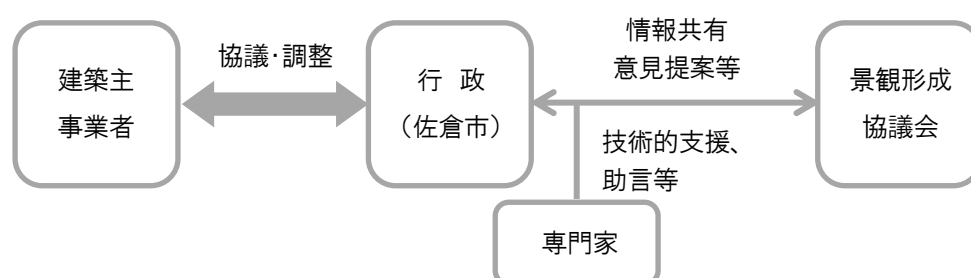 建築主
事業者
協議・調整
行 政
（佐倉市）
情報共有
意見提案等
技術的支援、
助言等
景観形成
協議会
専門家